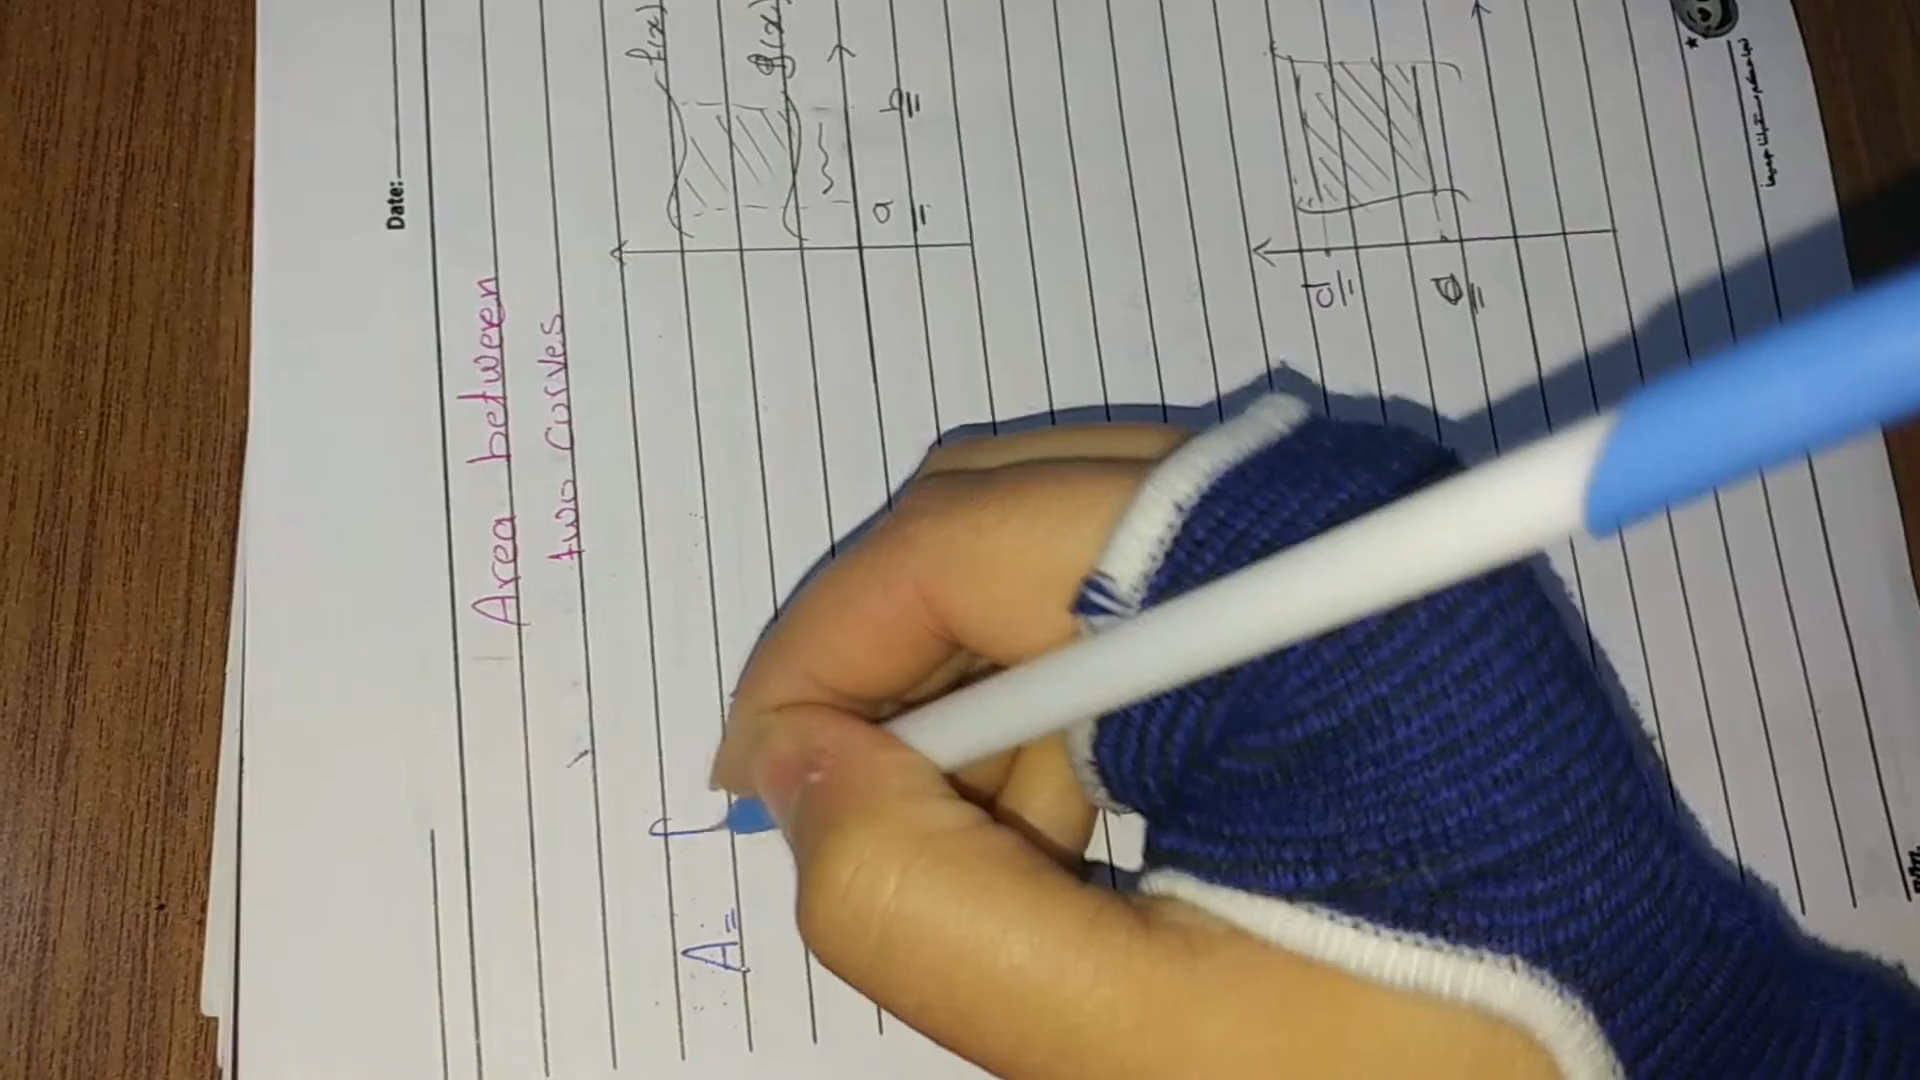 Date:
Area between
two curves
f(x)
g(x)
a
b
A =
d